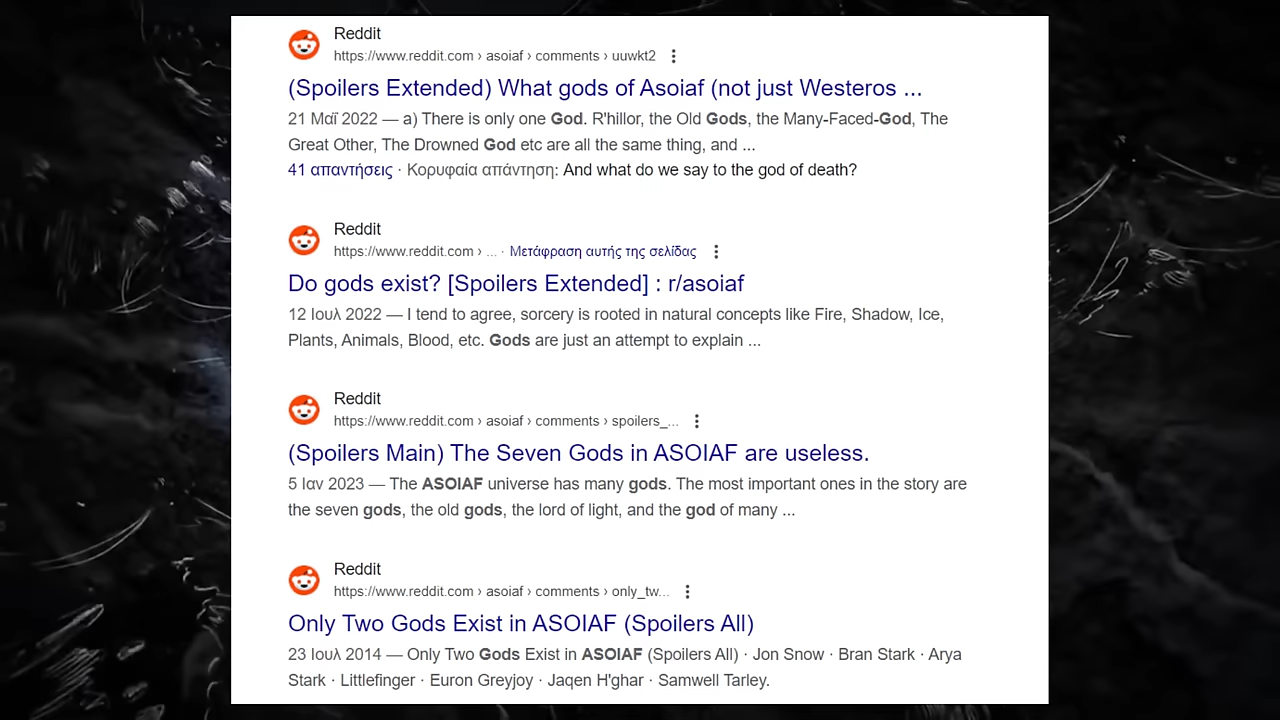 Reddit
https://www.reddit.com › asoiaf › comments › uuwkt2
(Spoilers Extended) What gods of Asoiaf (not just Westeros ...
21 Μαΐ 2022 — a) There is only one God. R'hillor, the Old Gods, the Many-Faced-God, The
Great Other, The Drowned God etc are all the same thing, and ...
41 απαντήσεις · Κορυφαία απάντηση: And what do we say to the god of death?
Reddit
https://www.reddit.com › ... · Μετάφραση αυτής της σελίδας
Do gods exist? [Spoilers Extended] : r/asoiaf
12 Ιουλ 2022 — I tend to agree, sorcery is rooted in natural concepts like Fire, Shadow, Ice,
Plants, Animals, Blood, etc. Gods are just an attempt to explain ...
Reddit
https://www.reddit.com › asoiaf › comments › spoilers_...
(Spoilers Main) The Seven Gods in ASOIAF are useless.
5 Ιαν 2023 — The ASOIAF universe has many gods. The most important ones in the story are
the seven gods, the old gods, the lord of light, and the god of many ...
Reddit
https://www.reddit.com › asoiaf › comments › only_tw...
Only Two Gods Exist in ASOIAF (Spoilers All)
23 Ιουλ 2014 — Only Two Gods Exist in ASOIAF (Spoilers All) · Jon Snow · Bran Stark · Arya
Stark · Littlefinger · Euron Greyjoy · Jaqen H'ghar · Samwell Tarley.